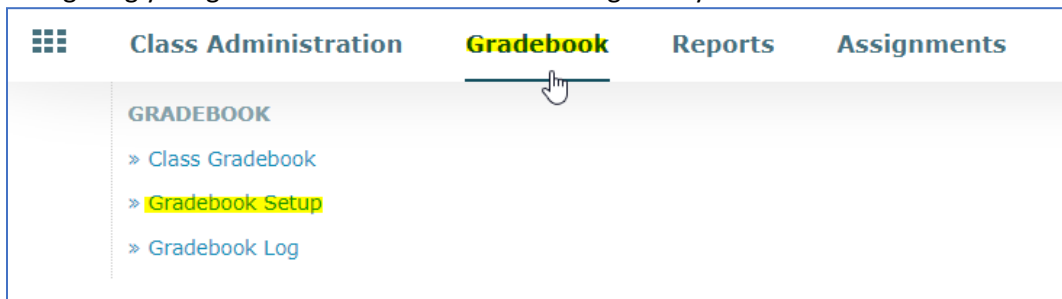 Class Administration Gradebook Reports Assignments
GRADEBOOK
» Class Gradebook
» Gradebook Setup
» Gradebook Log